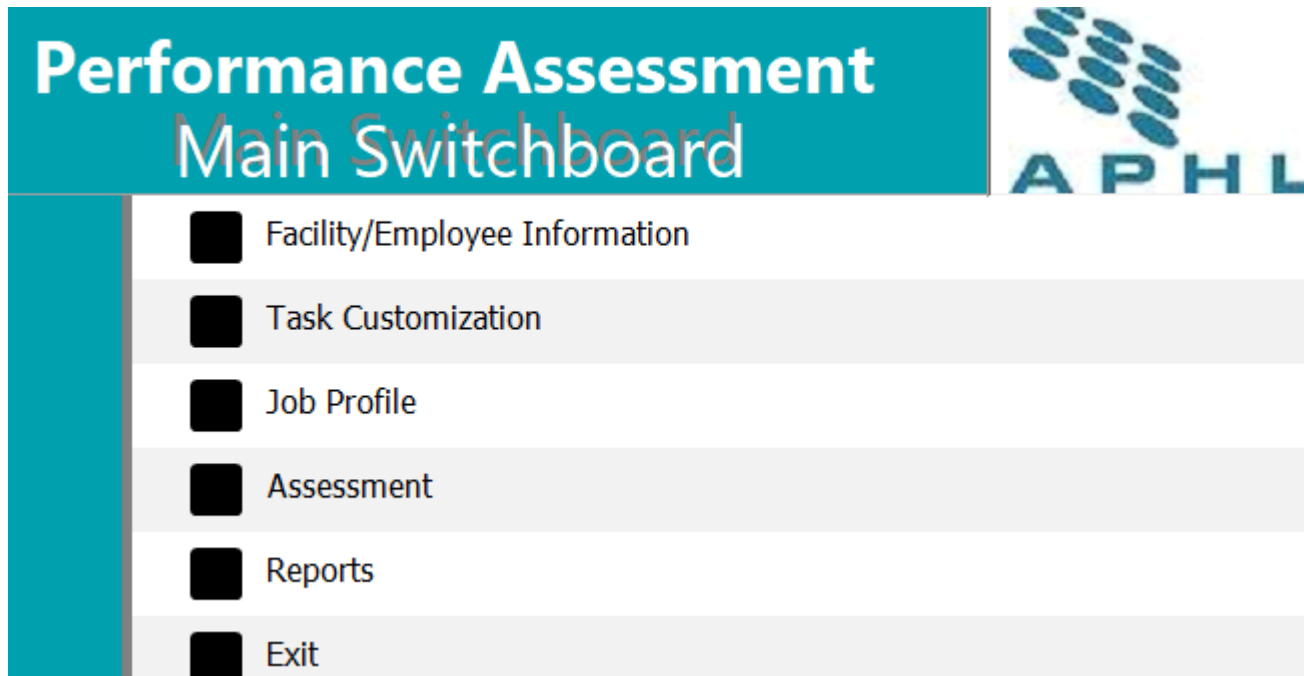 Performance Assessment
Main Switchboard
APHL
Facility/Employee Information
Task Customization
Job Profile
Assessment
Reports
Exit